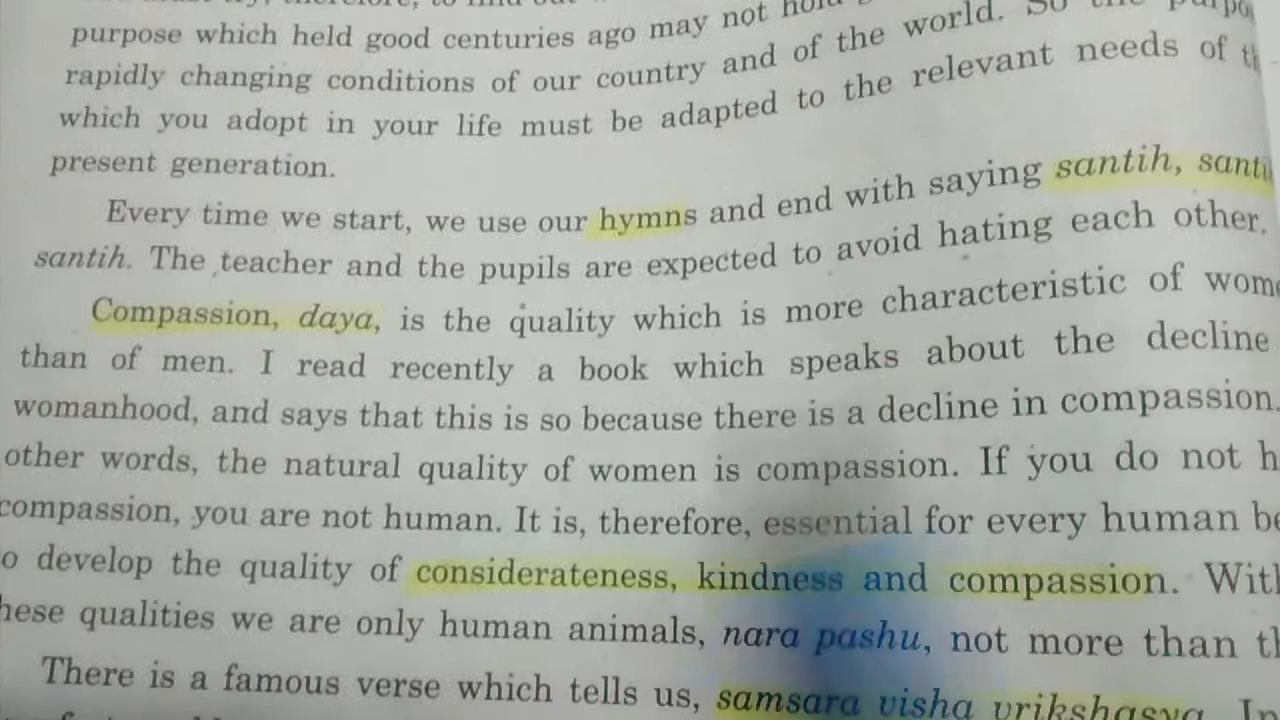 purpose which held good centuries ago may not
rapidly changing conditions of our country and of the world. So the
which you adopt in your life must be adapted to the relevant needs of
present generation.
Every time we start, we use our hymns and end with saying santih,
santih. The teacher and the pupils are expected to avoid hating each other.
Compassion, daya, is the quality which is more characteristic of
than of men. I read recently a book which speaks about the decline
womanhood, and says that this is so because there is a decline in compassion.
other words, the natural quality of women is compassion. If you do not
compassion, you are not human. It is, therefore, essential for every human
develop the quality of considerateness, kindness and compassion.
qualities we are only human animals, nara pashu, not more than
There is a famous verse which tells us, samsara visha vrikshasya. In